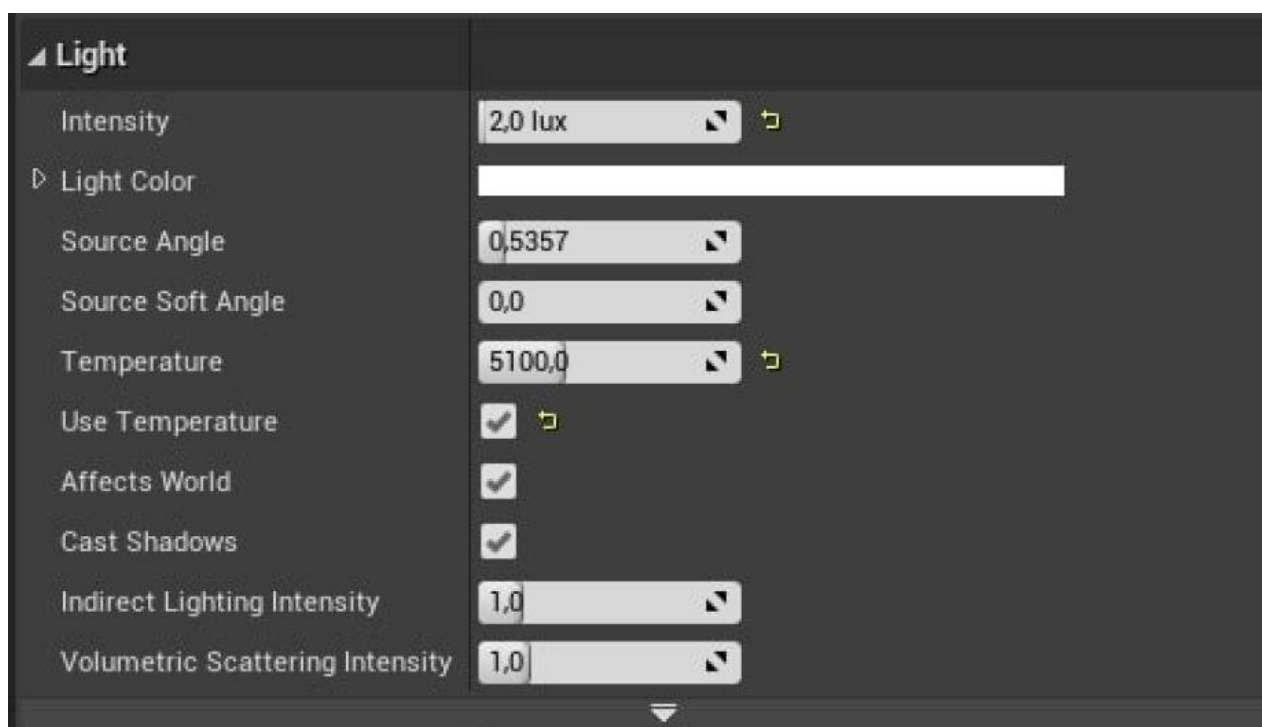 Light
Intensity 2,0 lux
Light Color
Source Angle 0,5357
Source Soft Angle 0,0
Temperature 5100,0
Use Temperature
Affects World
Cast Shadows
Indirect Lighting Intensity 1,0
Volumetric Scattering Intensity 1,0